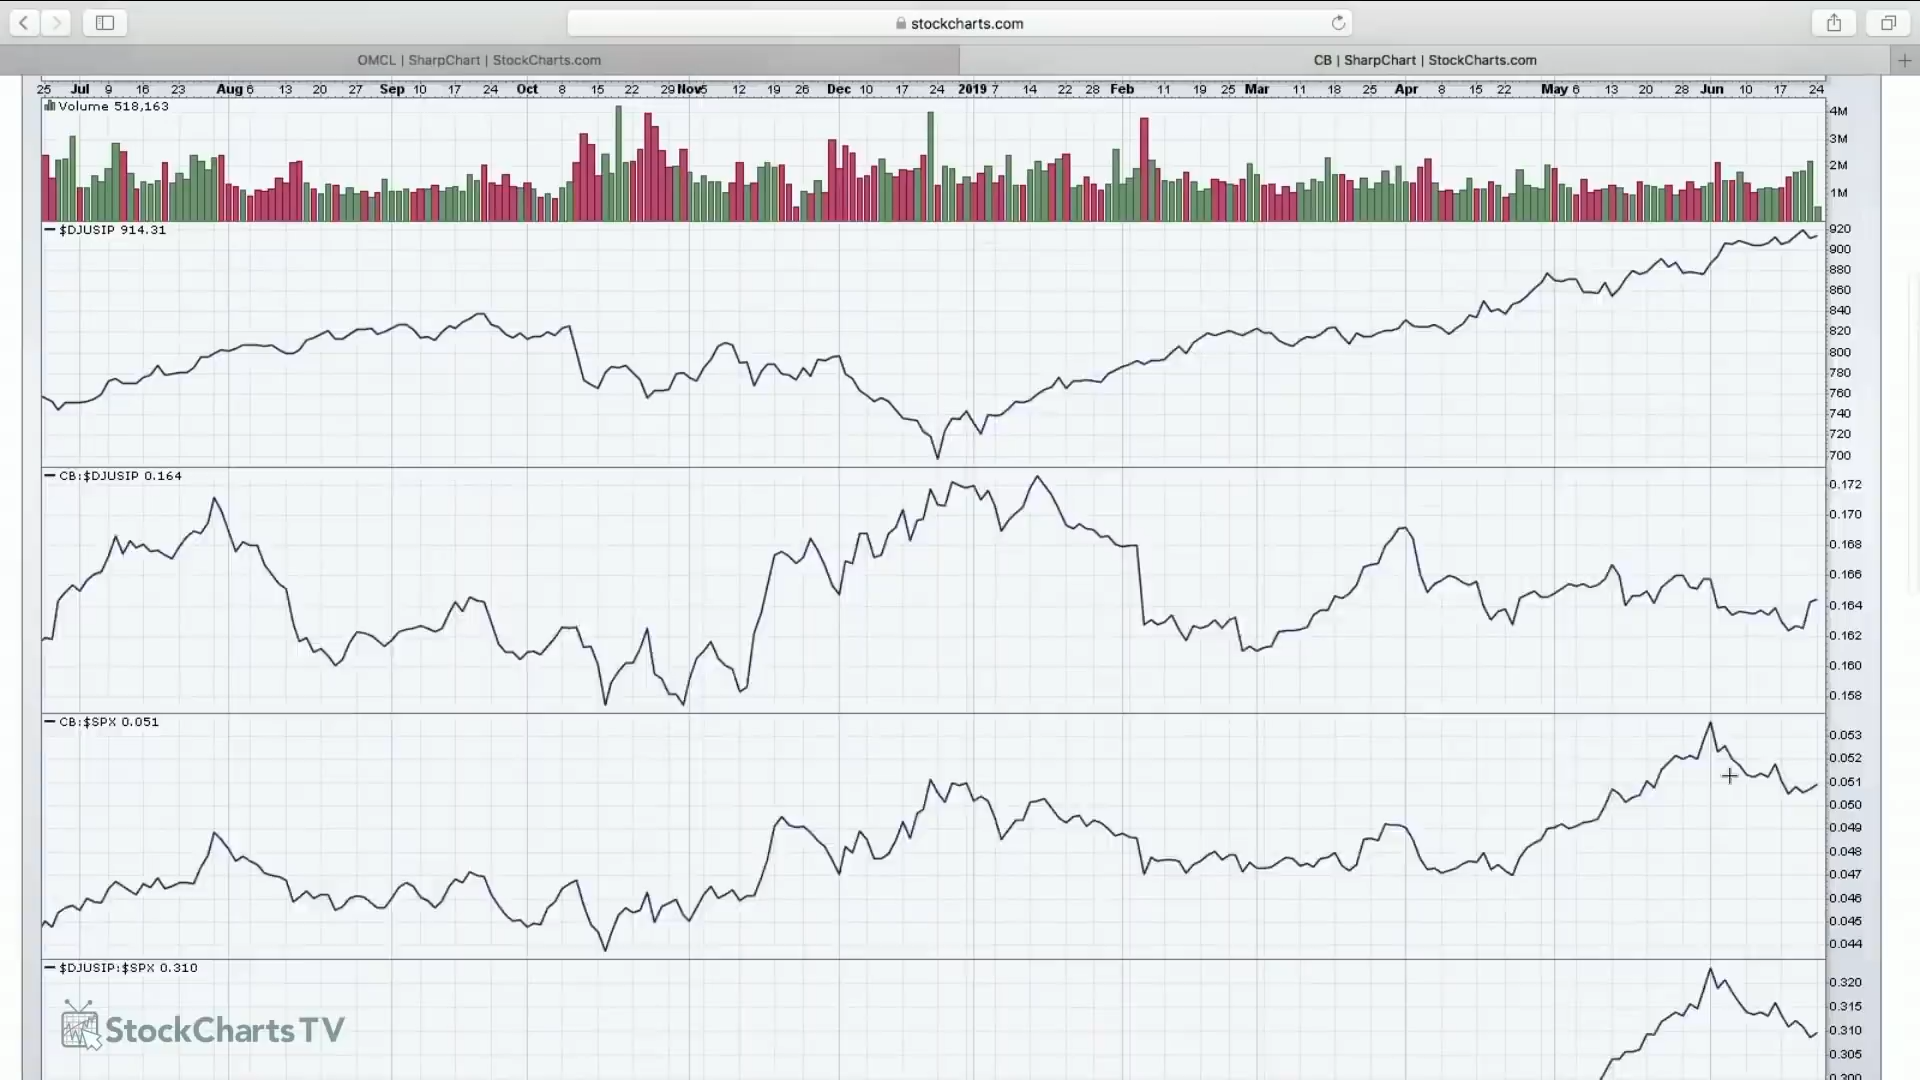 stockcharts.com
OMCL | SharpChart | StockCharts.com
CB | SharpChart | StockCharts.com
25 Jul 9 16 23 Aug 6 13 20 27 Sep 10 17 24 Oct 8 15 22 29 Nov 5 12 19 26 Dec 10 17 24 2019 7 14 22 28 Feb 11 19 25 Mar 11 18 25 Apr 8 15 22 May 6 13 20 28 Jun 10 17 24
Volume 518,163
4M
3M
2M
1M
$DJUSIP 914.31
920
900
880
860
840
820
800
780
760
740
720
700
CB:$DJUSIP 0.164
0.172
0.170
0.168
0.166
0.164
0.162
0.160
0.158
CB:$SPX 0.051
0.053
0.052
0.051
0.050
0.049
0.048
0.047
0.046
0.045
0.044
$DJUSIP:$SPX 0.310
0.320
0.315
0.310
0.305
0.300
StockChartsTV